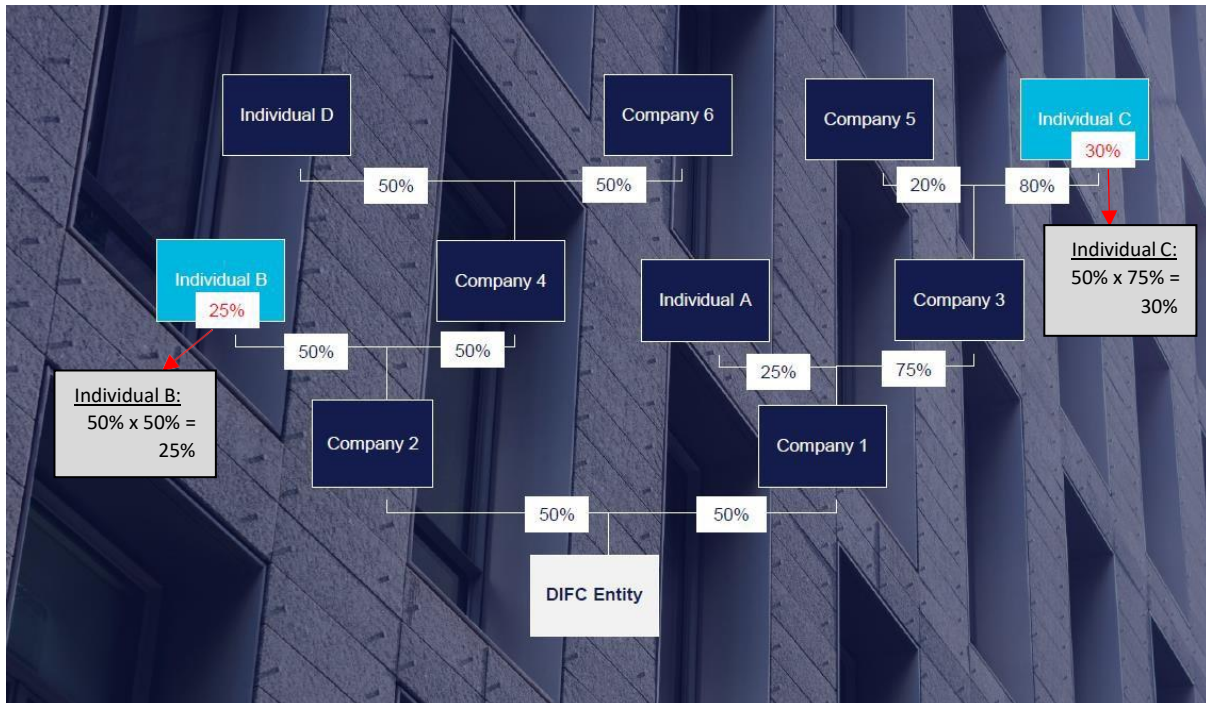 Individual D
Company 6
Company 5
Individual C
30%
50%
50%
20%
80%
Individual B
25%
Company 4
Individual A
Company 3
Individual C:
50% x 75% =
30%
50%
50%
25%
75%
Individual B:
50% x 50% =
25%
Company 2
Company 1
50%
50%
DIFC Entity